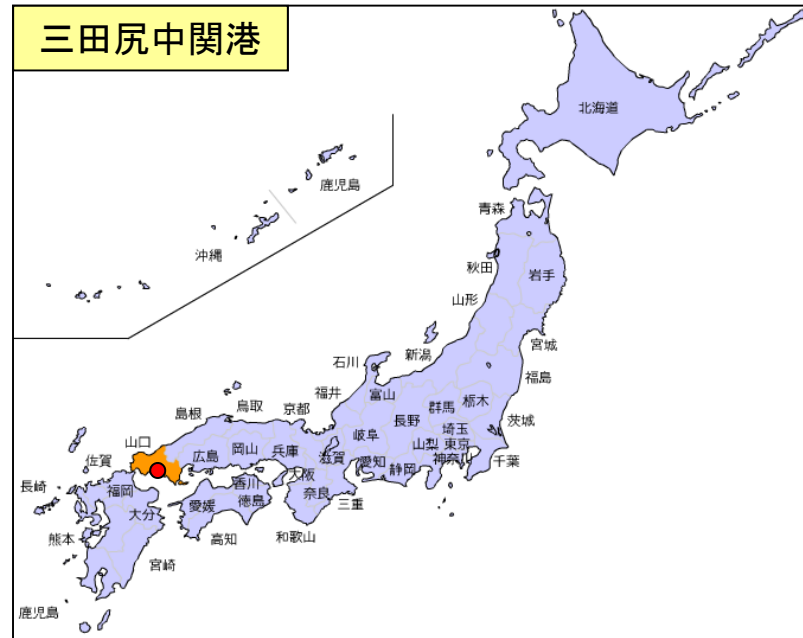 三田尻中関港
北海道
鹿児島
沖縄
青森
秋田
岩手
山形
宮城
新潟
石川
福島
福井
富山
栃木
群馬
茨城
長野
埼玉
岐阜
山梨
東京
神奈川
千葉
愛知
静岡
鳥取
京都
島根
山口
広島
岡山
兵庫
滋賀
大阪
奈良
三重
和歌山
香川
徳島
愛媛
高知
佐賀
福岡
長崎
大分
熊本
宮崎
鹿児島